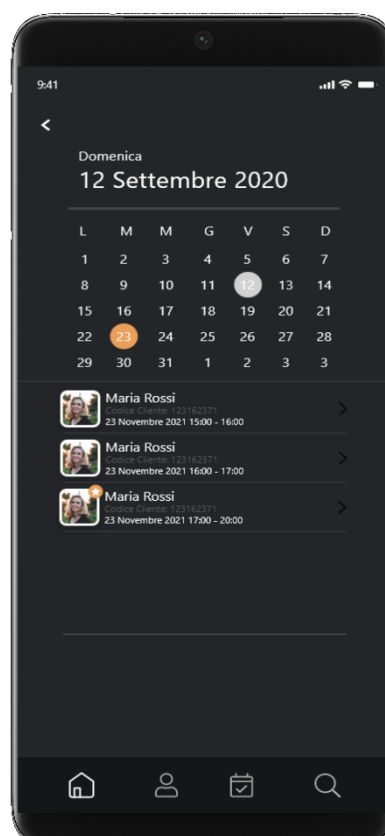 9:41
Domenica
12 Settembre 2020
L M M G V S D
1 2 3 4 5 6 7
8 9 10 11 12 13 14
15 16 17 18 19 20 21
22 23 24 25 26 27 28
29 30 31 1 2 3 3
Maria Rossi
Codice Cliente: 123162371
23 Novembre 2021 15:00 - 16:00
Maria Rossi
Codice Cliente: 123162371
23 Novembre 2021 16:00 - 17:00
Maria Rossi
Codice Cliente: 123162371
23 Novembre 2021 17:00 - 20:00